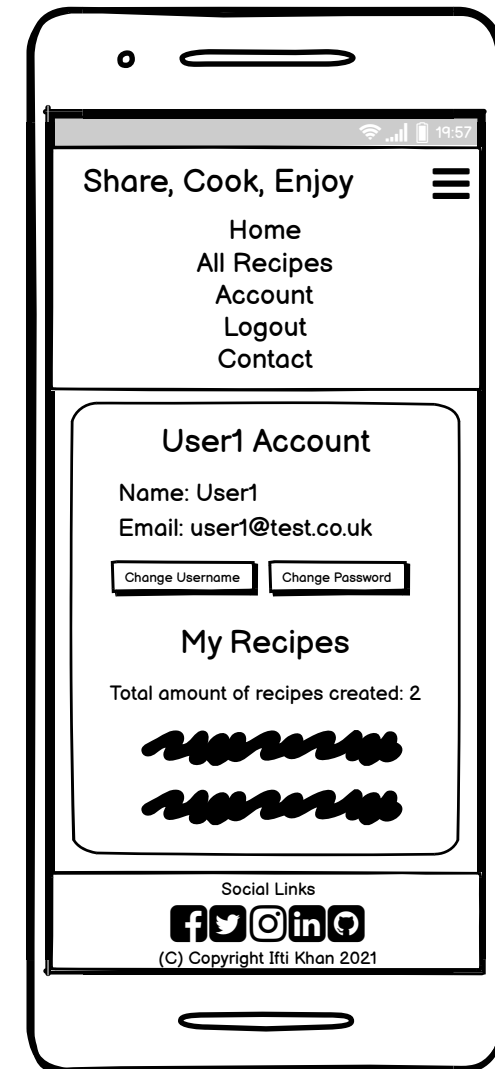 19:57
Share, Cook, Enjoy
Home
All Recipes
Account
Logout
Contact
User1 Account
Name: User1
Email: user1@test.co.uk
Change Username Change Password
My Recipes
Total amount of recipes created: 2
Social Links
(C) Copyright Ifti Khan 2021